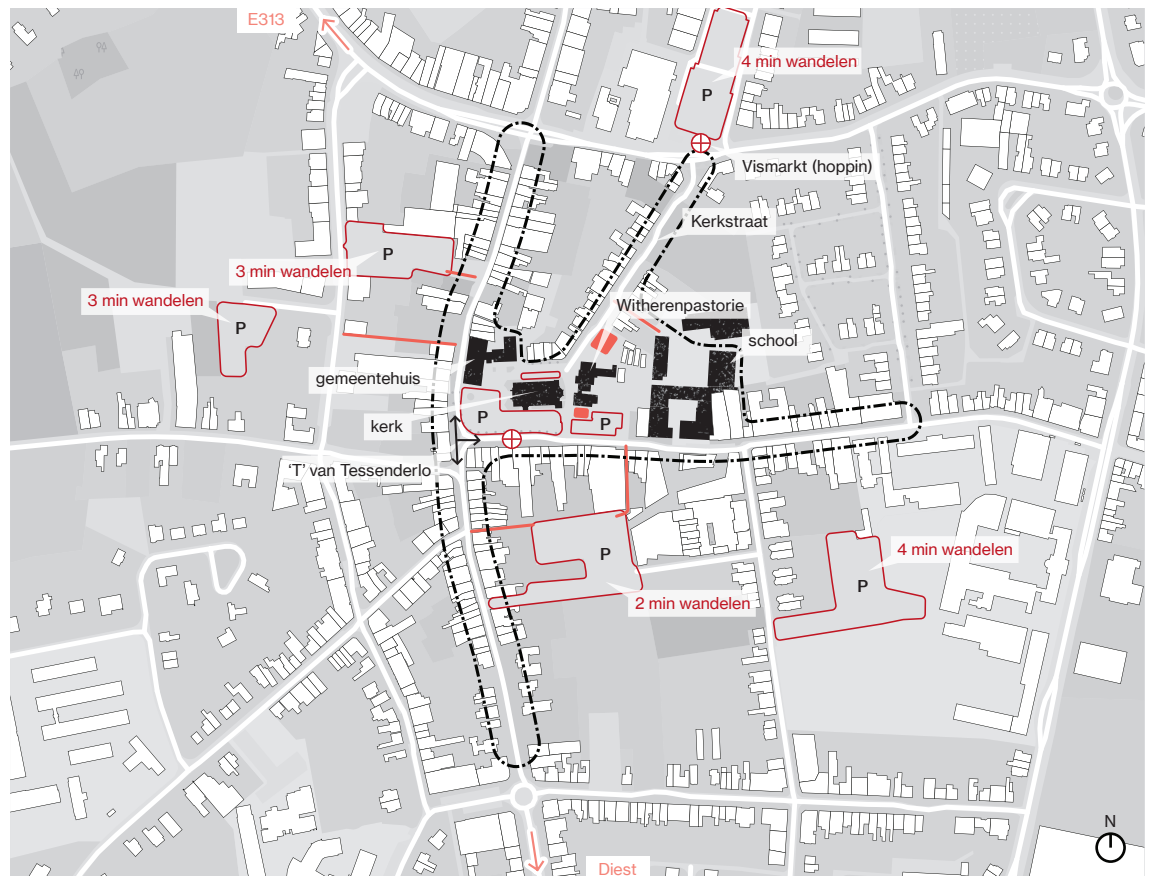 E313
4 min wandelen
P
Vismarkt (hoppin)
Kerkstraat
P
3 min wandelen
3 min wandelen
P
Witherenpastorie
school
gemeentehuis
kerk
P
P
'T' van Tessenderlo
P
4 min wandelen
P
2 min wandelen
N
Diest